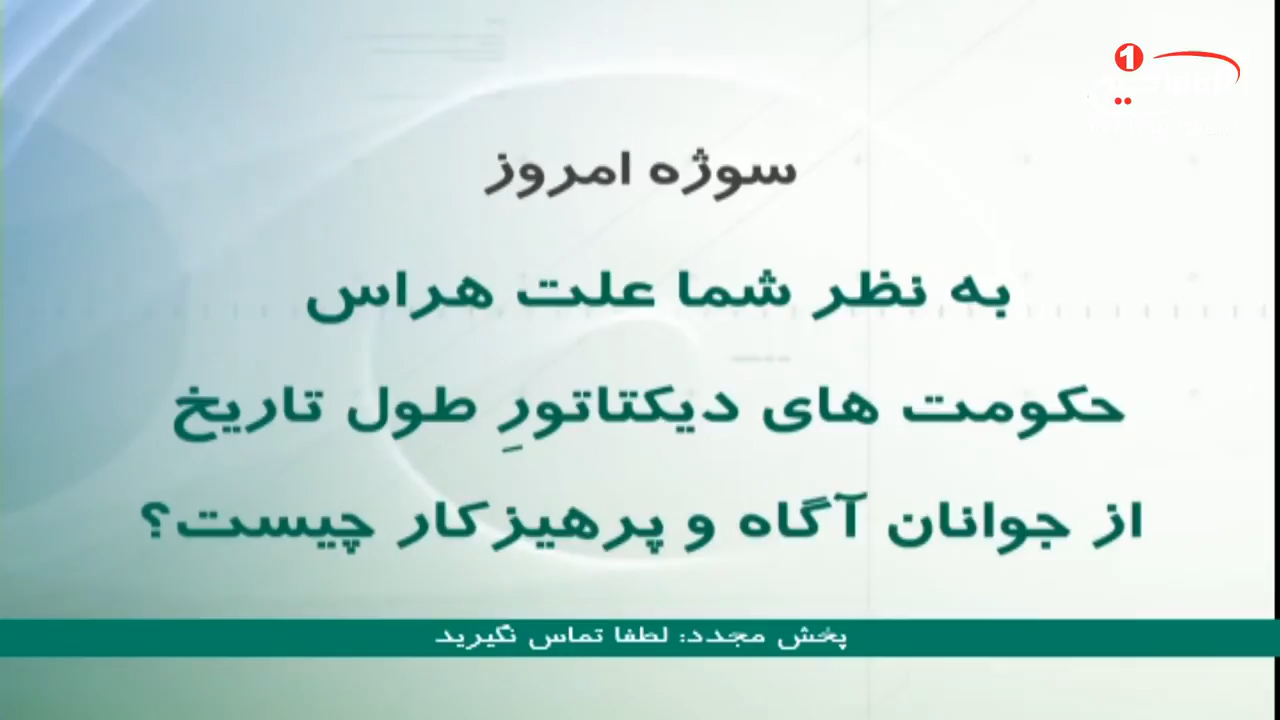 1
سوژه امروز
به نظر شما علت هراس
حکومت های دیکتاتورِ طول تاریخ
از جوانان آگاه و پرهیزکار چیست؟
پخش مجدد: لطفا تماس نگیرید